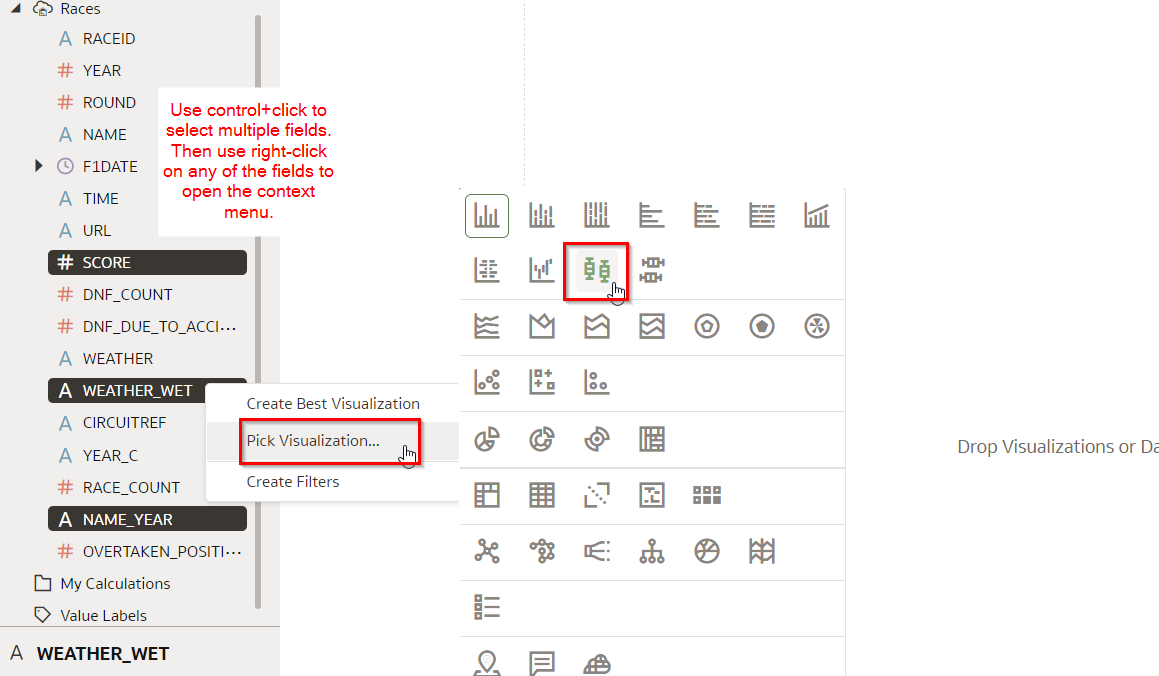 Races
A RACEID
# YEAR
# ROUND
A NAME
F1DATE
A TIME
A URL
# SCORE
# DNF_COUNT
# DNF_DUE_TO_ACCI...
A WEATHER
A WEATHER_WET
A CIRCUITREF
A YEAR_C
# RACE_COUNT
A NAME_YEAR
# OVERTAKEN_POSITI...
My Calculations
Value Labels
A WEATHER_WET
Use control+click to
select multiple fields.
Then use right-click
on any of the fields to
open the context
menu.
Create Best Visualization
Pick Visualization...
Create Filters
Drop Visualizations or Da